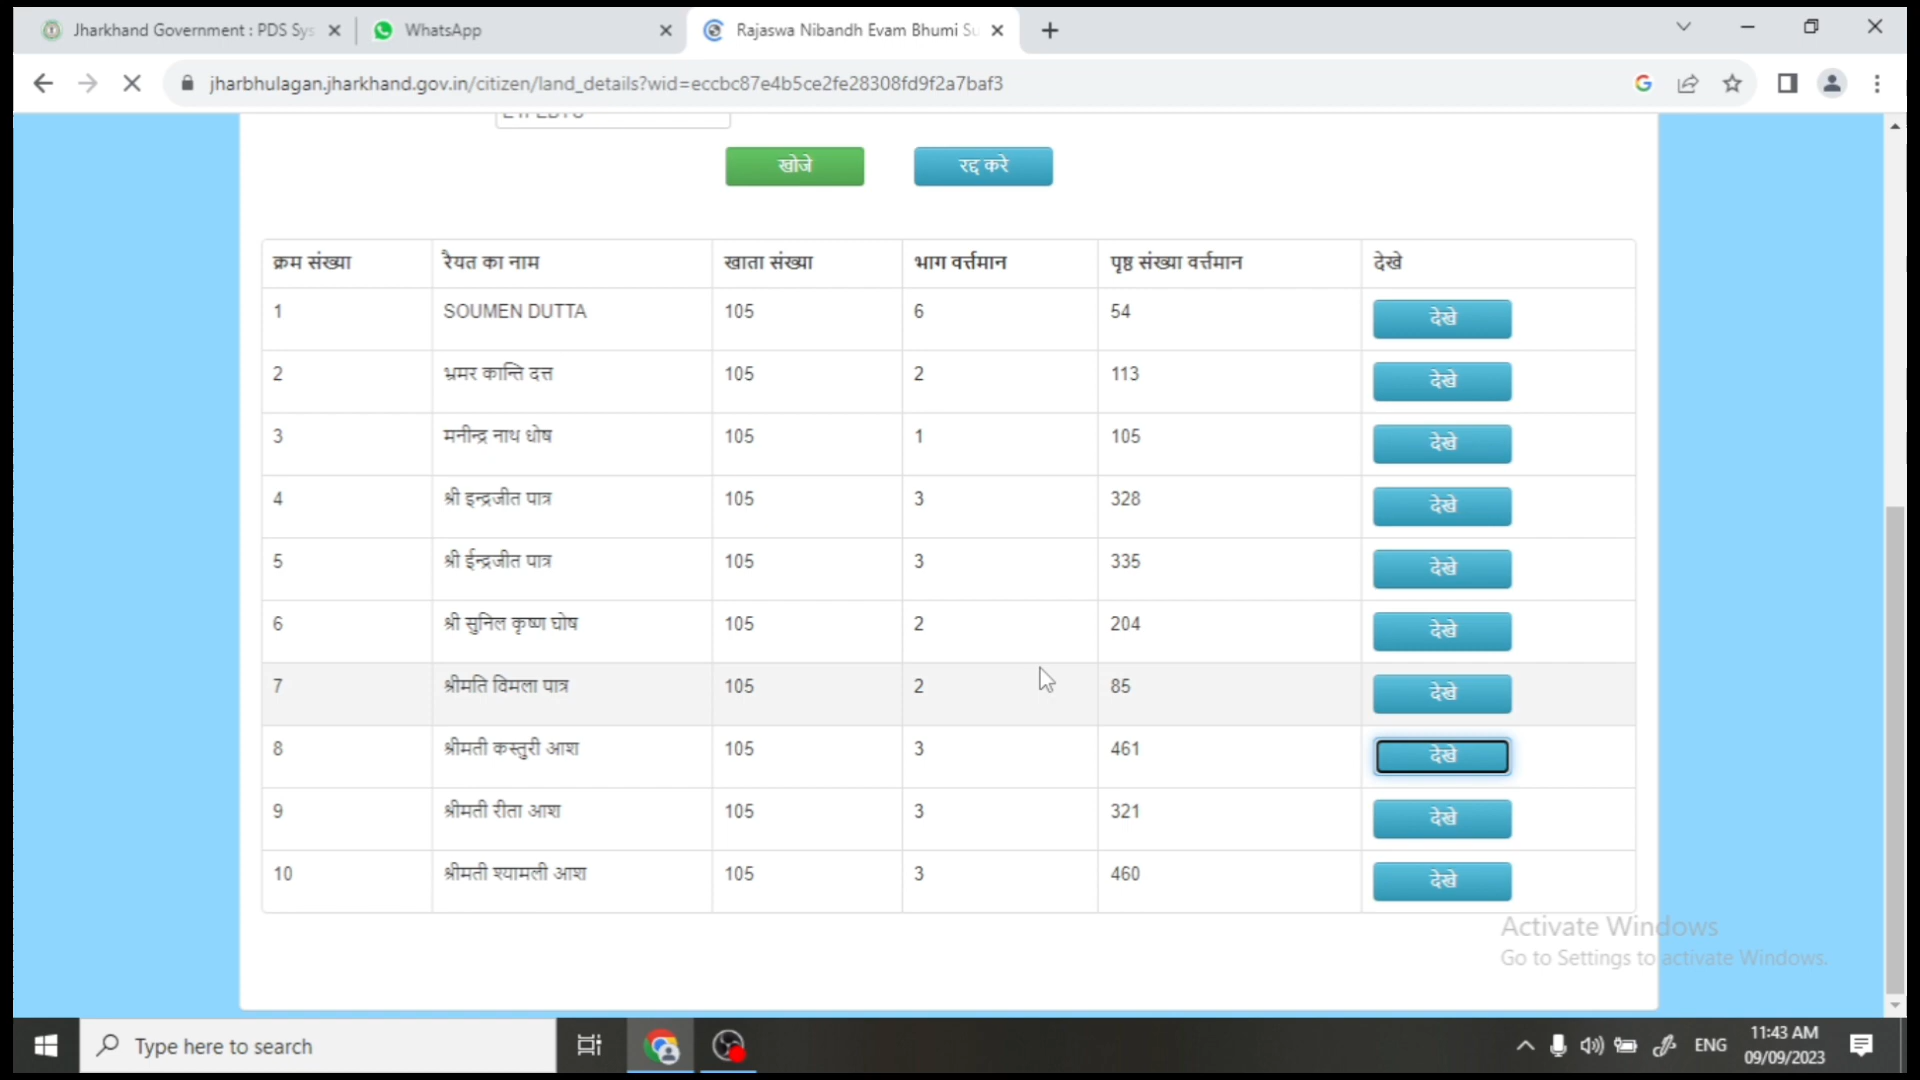 Jharkhand Government : PDS Sys
WhatsApp
Rajaswa Nibandh Evam Bhumi Su
jharbhulagan.jharkhand.gov.in/citizen/land_details?wid=eccbc87e4b5ce2fe28308fd9f2a7baf3
खोजे रद्द करे
क्रम संख्या रैयत का नाम खाता संख्या भाग वर्त्तमान पृष्ठ संख्या वर्त्तमान देखे
1 SOUMEN DUTTA 105 6 54 देखे
2 भ्रमर कान्ति दत्त 105 2 113 देखे
3 मनीन्द्र नाथ धोष 105 1 105 देखे
4 श्री इन्द्रजीत पात्र 105 3 328 देखे
5 श्री ईन्द्रजीत पात्र 105 3 335 देखे
6 श्री सुनिल कृष्ण घोष 105 2 204 देखे
7 श्रीमति विमला पात्र 105 2 85 देखे
8 श्रीमती कस्तुरी आश 105 3 461 देखे
9 श्रीमती रीता आश 105 3 321 देखे
10 श्रीमती श्यामली आश 105 3 460 देखे
Activate Windows
Go to Settings to activate Windows.
Type here to search
ENG
11:43 AM
09/09/2023